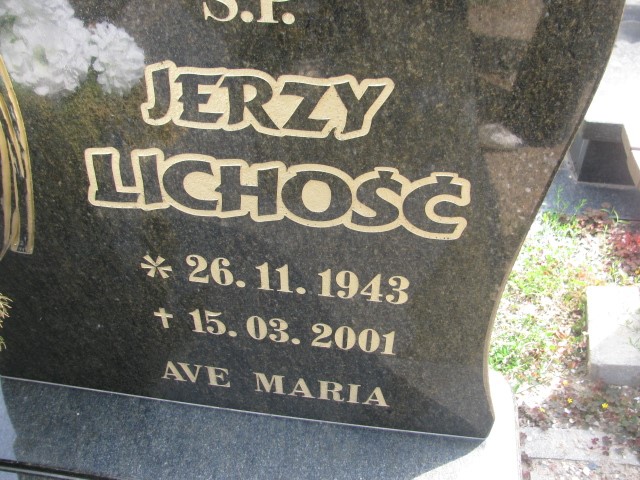 Ś.P.
JERZY
LICHOŚĆ
* 26. 11. 1943
✝ 15. 03. 2001
AVE MARIA